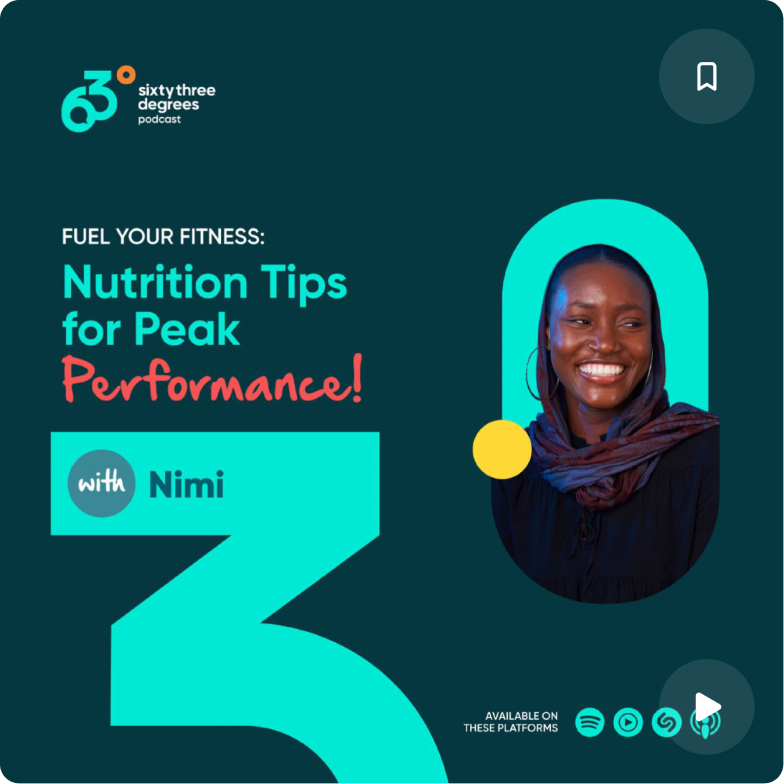 63°
sixty three
degrees
podcast
FUEL YOUR FITNESS:
Nutrition Tips
for Peak
Performance!
with Nimi
AVAILABLE ON
THESE PLATFORMS